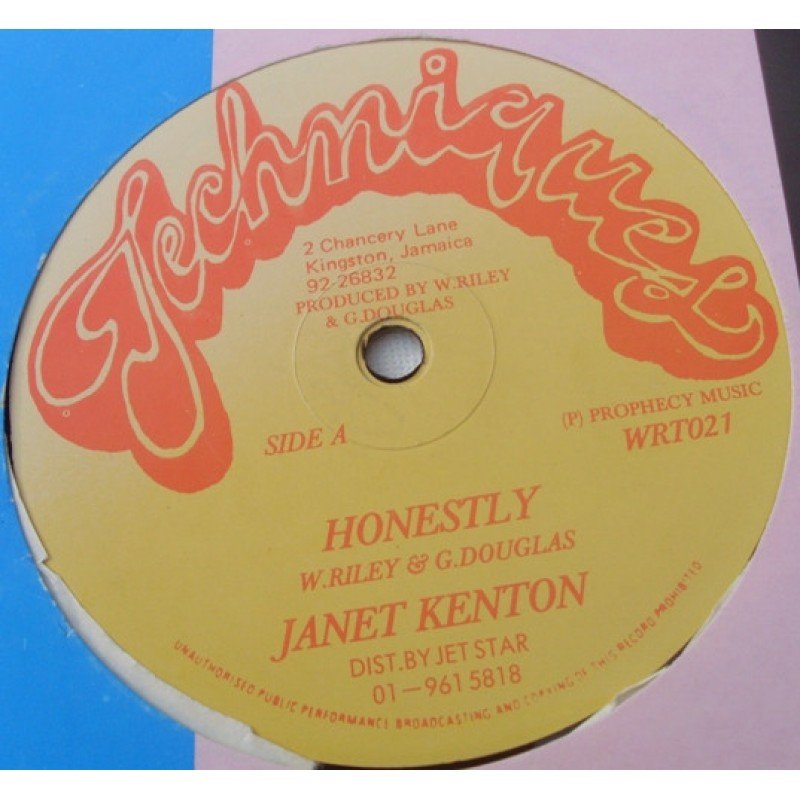 Techniques
2 Chancery Lane
Kingston, Jamaica
92-26832
PRODUCED BY W.RILEY
& G.DOUGLAS
SIDE A
(P) PROPHECY MUSIC
WRT021
HONESTLY
W.RILEY & G.DOUGLAS
JANET KENTON
DIST.BY JET STAR
01-961 5818
UNAUTHORISED PUBLIC PERFORMANCE BROADCASTING AND COPYING OF THIS RECORD PROHIBITED